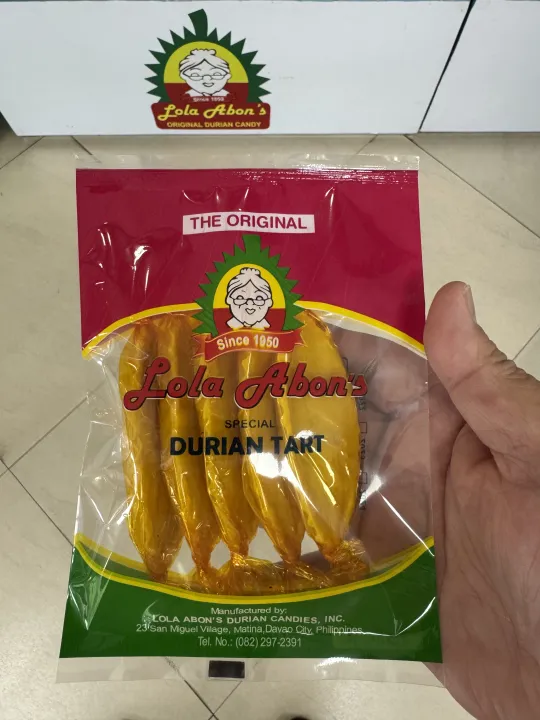 Since 1950
Lola Abon's
ORIGINAL DURIAN CANDY
THE ORIGINAL
Since 1950
Lola Abon's
SPECIAL
DURIAN TART
Manufactured by:
LOLA ABON'S DURIAN CANDIES, INC.
23 San Miguel Village, Matina, Davao City, Philippines
Tel. No.: (082) 297-2391